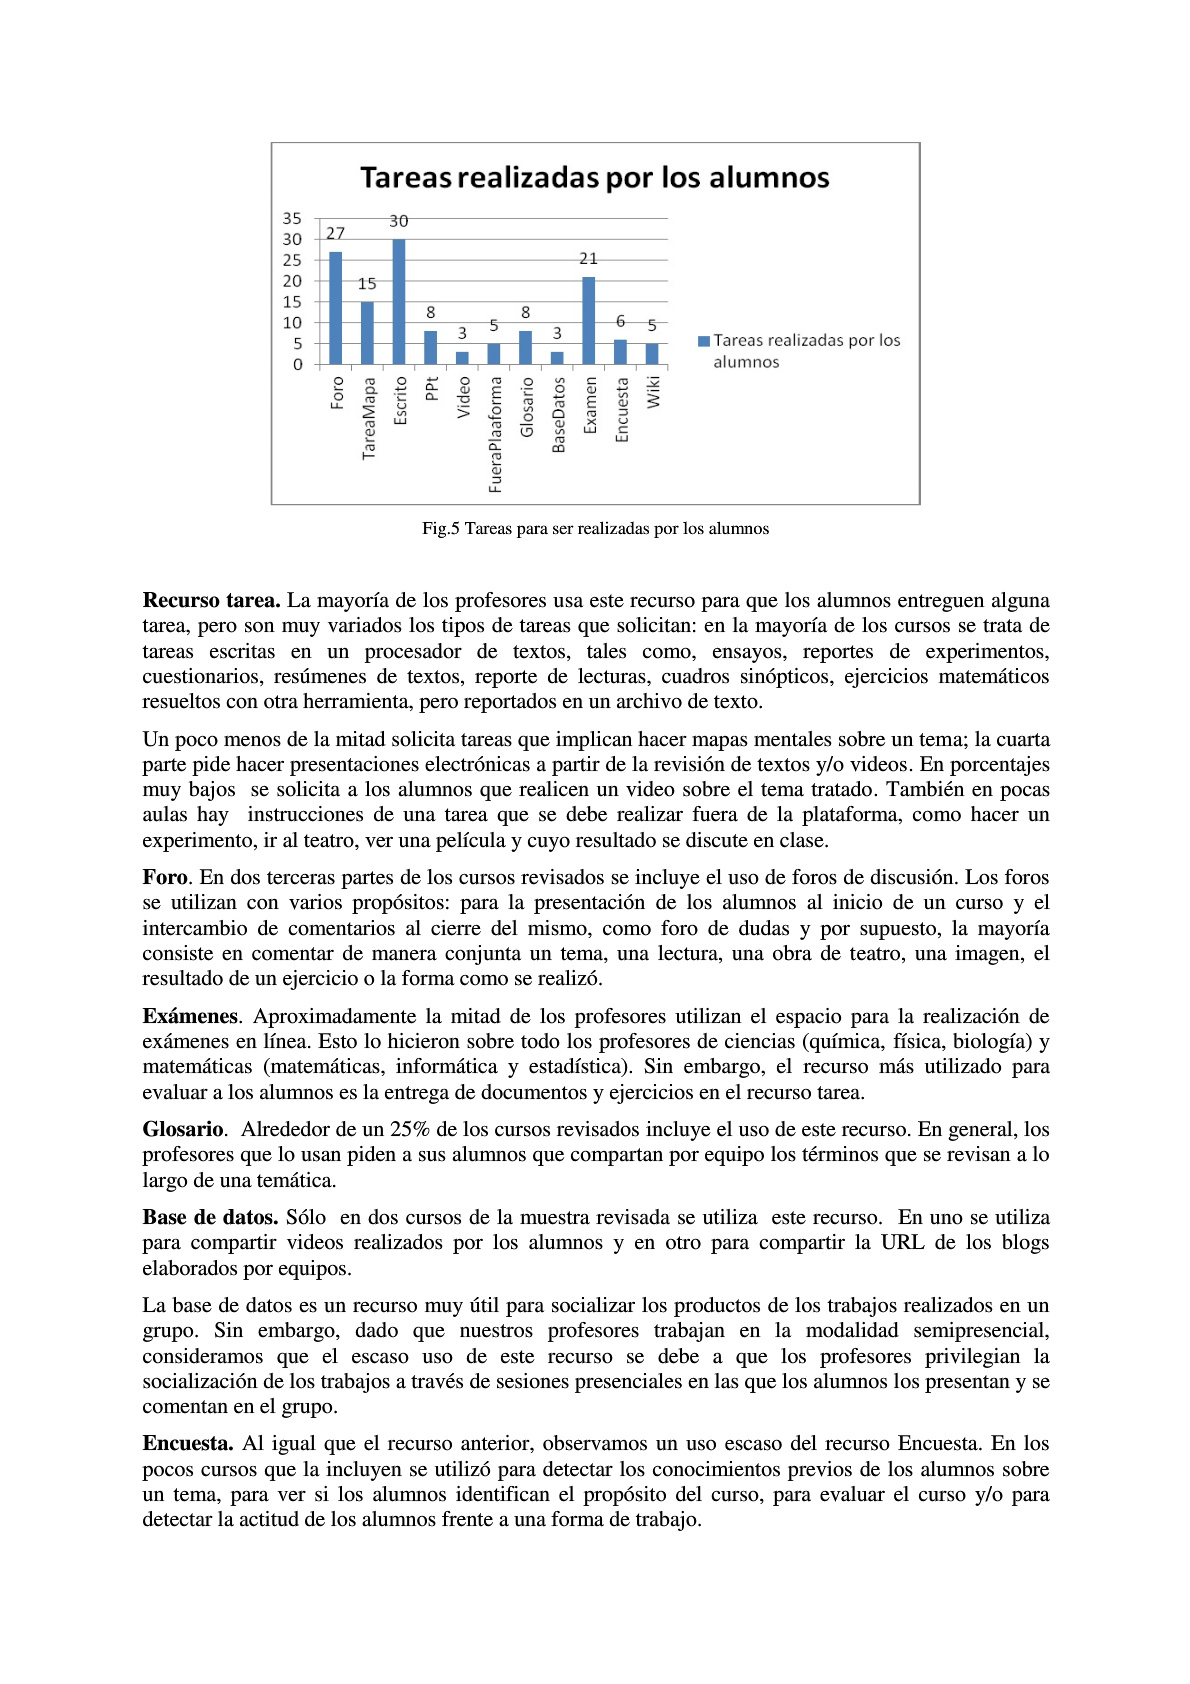 Tareas realizadas por los alumnos
35
30
25
20
15
10
5
0
27
15
30
8
3
5
8
3
21
6
5
Foro
TareaMapa
Escrito
PPt
Video
FueraPlaaforma
Glosario
BaseDatos
Examen
Encuesta
Wiki
Tareas realizadas por los
alumnos
Fig.5 Tareas para ser realizadas por los alumnos
Recurso tarea. La mayoría de los profesores usa este recurso para que los alumnos entreguen alguna
tarea, pero son muy variados los tipos de tareas que solicitan: en la mayoría de los cursos se trata de
tareas escritas en un procesador de textos, tales como, ensayos, reportes de experimentos,
cuestionarios, resúmenes de textos, reporte de lecturas, cuadros sinópticos, ejercicios matemáticos
resueltos con otra herramienta, pero reportados en un archivo de texto.
Un poco menos de la mitad solicita tareas que implican hacer mapas mentales sobre un tema; la cuarta
parte pide hacer presentaciones electrónicas a partir de la revisión de textos y/o videos. En porcentajes
muy bajos  se solicita a los alumnos que realicen un video sobre el tema tratado. También en pocas
aulas hay  instrucciones de una tarea que se debe realizar fuera de la plataforma, como hacer un
experimento, ir al teatro, ver una película y cuyo resultado se discute en clase.
Foro. En dos terceras partes de los cursos revisados se incluye el uso de foros de discusión. Los foros
se utilizan con varios propósitos: para la presentación de los alumnos al inicio de un curso y el
intercambio de comentarios al cierre del mismo, como foro de dudas y por supuesto, la mayoría
consiste en comentar de manera conjunta un tema, una lectura, una obra de teatro, una imagen, el
resultado de un ejercicio o la forma como se realizó.
Exámenes. Aproximadamente la mitad de los profesores utilizan el espacio para la realización de
exámenes en línea. Esto lo hicieron sobre todo los profesores de ciencias (química, física, biología) y
matemáticas (matemáticas, informática y estadística). Sin embargo, el recurso más utilizado para
evaluar a los alumnos es la entrega de documentos y ejercicios en el recurso tarea.
Glosario.  Alrededor de un 25% de los cursos revisados incluye el uso de este recurso. En general, los
profesores que lo usan piden a sus alumnos que compartan por equipo los términos que se revisan a lo
largo de una temática.
Base de datos. Sólo  en dos cursos de la muestra revisada se utiliza  este recurso.  En uno se utiliza
para compartir videos realizados por los alumnos y en otro para compartir la URL de los blogs
elaborados por equipos.
La base de datos es un recurso muy útil para socializar los productos de los trabajos realizados en un
grupo. Sin embargo, dado que nuestros profesores trabajan en la modalidad semipresencial,
consideramos que el escaso uso de este recurso se debe a que los profesores privilegian la
socialización de los trabajos a través de sesiones presenciales en las que los alumnos los presentan y se
comentan en el grupo.
Encuesta. Al igual que el recurso anterior, observamos un uso escaso del recurso Encuesta. En los
pocos cursos que la incluyen se utilizó para detectar los conocimientos previos de los alumnos sobre
un tema, para ver si los alumnos identifican el propósito del curso, para evaluar el curso y/o para
detectar la actitud de los alumnos frente a una forma de trabajo.